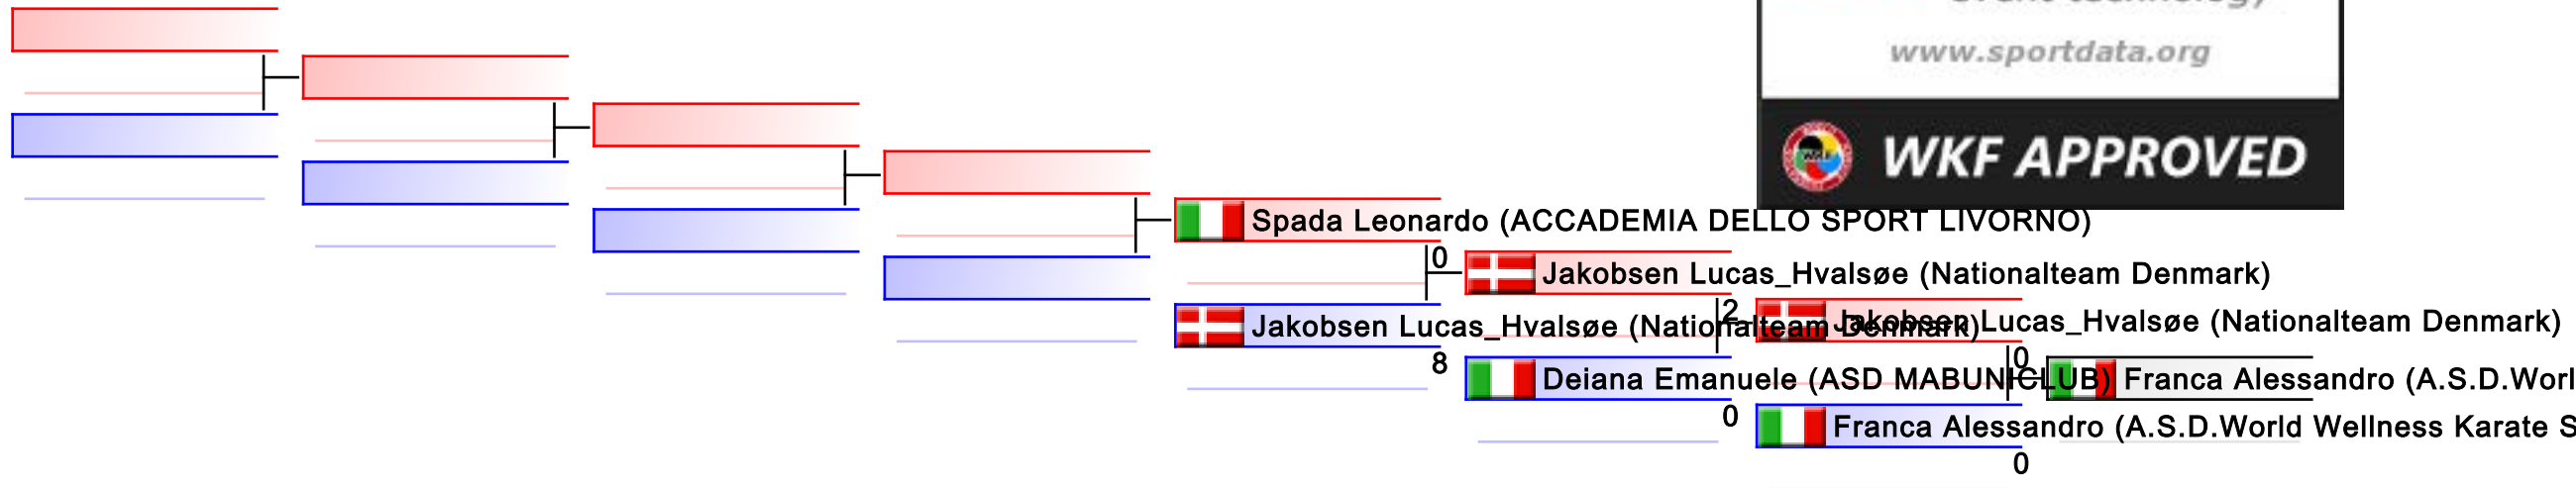 www.sportdata.org
WKF APPROVED
Spada Leonardo (ACCADEMIA DELLO SPORT LIVORNO)
0
Jakobsen Lucas_Hvalsøe (Nationalteam Denmark)
2
Jakobsen Lucas_Hvalsøe (Nationalteam Denmark)
Jakobsen Lucas_Hvalsøe (Nationalteam Denmark)
0
8
Deiana Emanuele (ASD MABUNICLUB)
Franca Alessandro (A.S.D.Worl
0
Franca Alessandro (A.S.D.World Wellness Karate S
0